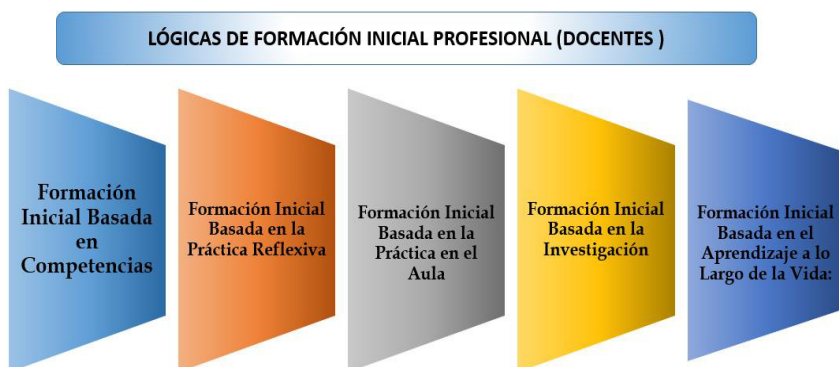 LÓGICAS DE FORMACIÓN INICIAL PROFESIONAL (DOCENTES )
Formación
Inicial Basada
en
Competencias
Formación Inicial
Basada en la
Práctica Reflexiva
Formación Inicial
Basada en la
Práctica en el
Aula
Formación Inicial
Basada en la
Investigación
Formación Inicial
Basada en el
Aprendizaje a lo
Largo de la Vida: